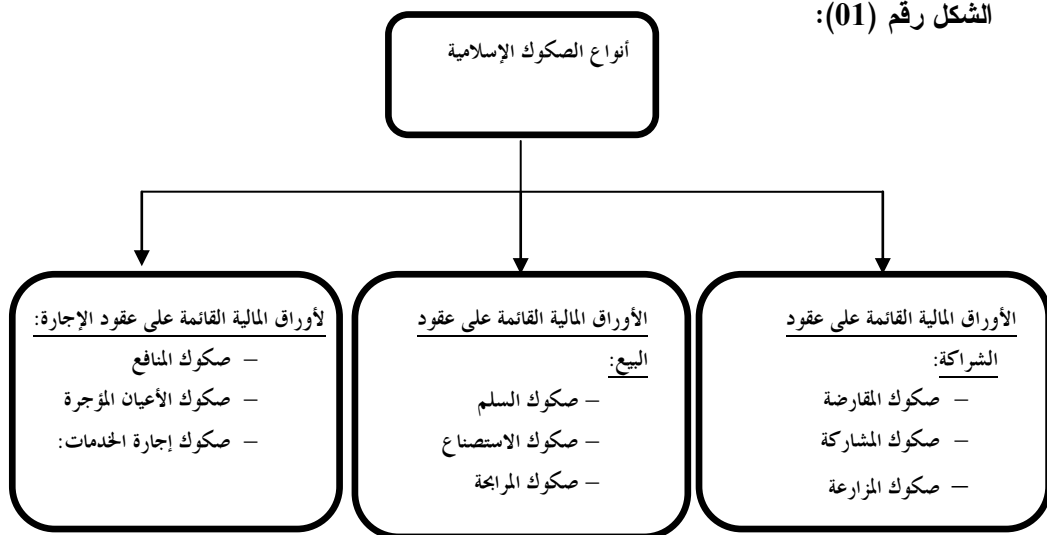 الشكل رقم (01):
أنواع الصكوك الإسلامية
الأوراق المالية القائمة على عقود
الشراكة:
– صكوك المقارضة
– صكوك المشاركة
– صكوك المزارعة
الأوراق المالية القائمة على عقود
البيع:
– صكوك السلم
– صكوك الاستصناع
– صكوك المرابحة
لأوراق المالية القائمة على عقود الإجارة:
– صكوك المنافع
– صكوك الأعيان المؤجرة
– صكوك إجارة الخدمات: